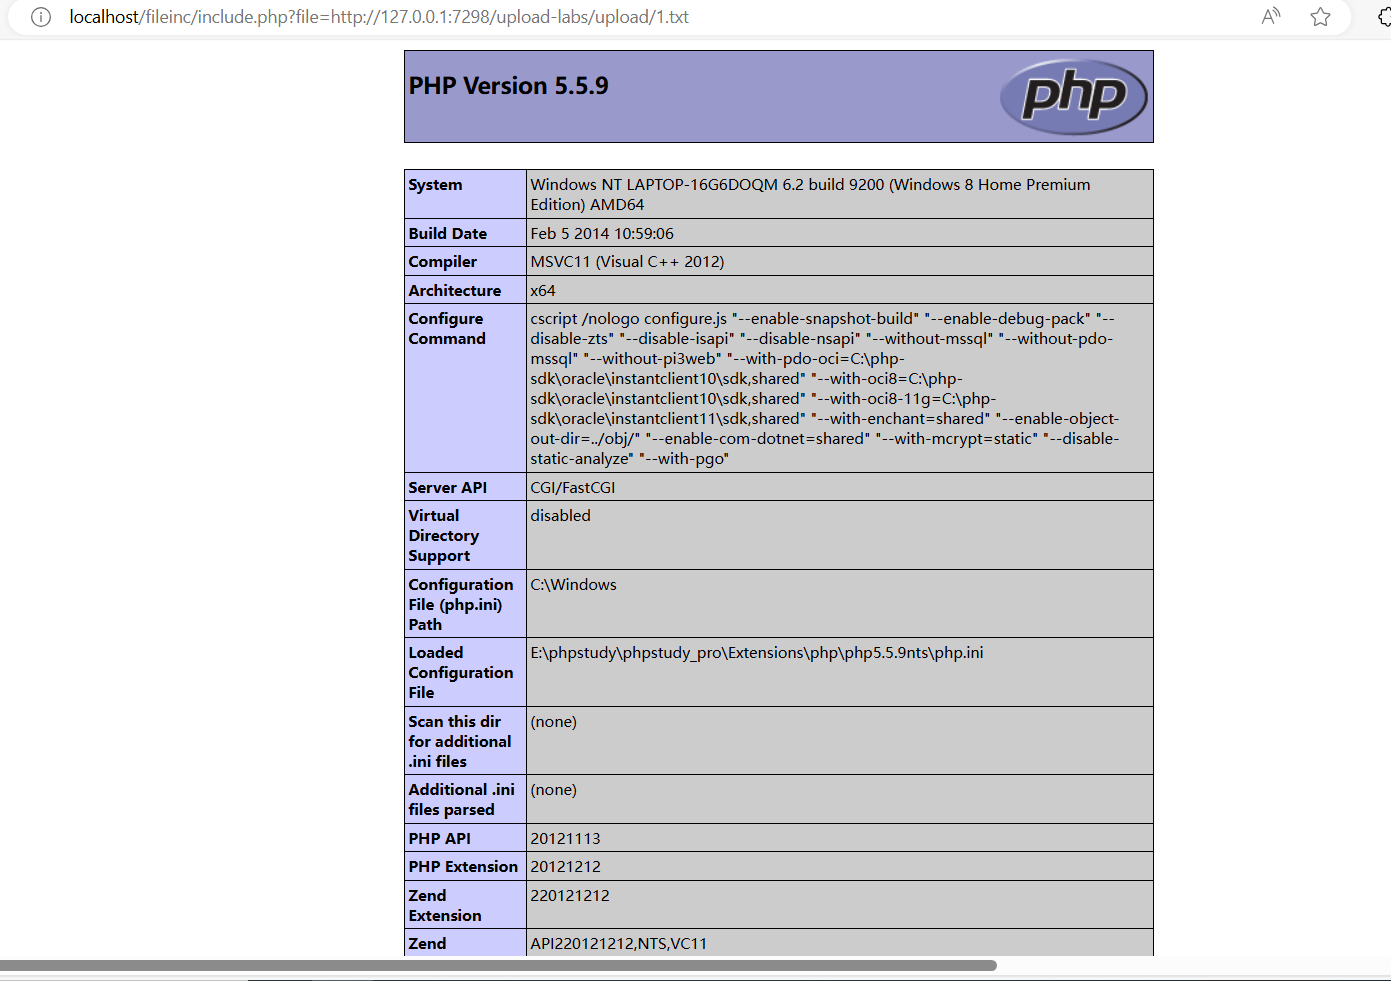 localhost/fileinc/include.php?file=http://127.0.0.1:7298/upload-labs/upload/1.txt
PHP Version 5.5.9
php
System
Windows NT LAPTOP-16G6DOQM 6.2 build 9200 (Windows 8 Home Premium
Edition) AMD64
Build Date
Feb 5 2014 10:59:06
Compiler
MSVC11 (Visual C++ 2012)
Architecture
x64
Configure
Command
cscript /nologo configure.js "--enable-snapshot-build" "--enable-debug-pack" "--
disable-zts" "--disable-isapi" "--disable-nsapi" "--without-mssql" "--without-pdo-
mssql" "--without-pi3web" "--with-pdo-oci=C:\php-
sdk\oracle\instantclient10\sdk,shared" "--with-oci8=C:\php-
sdk\oracle\instantclient10\sdk,shared" "--with-oci8-11g=C:\php-
sdk\oracle\instantclient11\sdk,shared" "--with-enchant=shared" "--enable-object-
out-dir=../obj/" "--enable-com-dotnet=shared" "--with-mcrypt=static" "--disable-
static-analyze" "--with-pgo"
Server API
CGI/FastCGI
Virtual
Directory
Support
disabled
Configuration
File (php.ini)
Path
C:\Windows
Loaded
Configuration
File
E:\phpstudy\phpstudy_pro\Extensions\php\php5.5.9nts\php.ini
Scan this dir
for additional
.ini files
(none)
Additional .ini
files parsed
(none)
PHP API
20121113
PHP Extension
20121212
Zend
Extension
220121212
Zend
API220121212,NTS,VC11